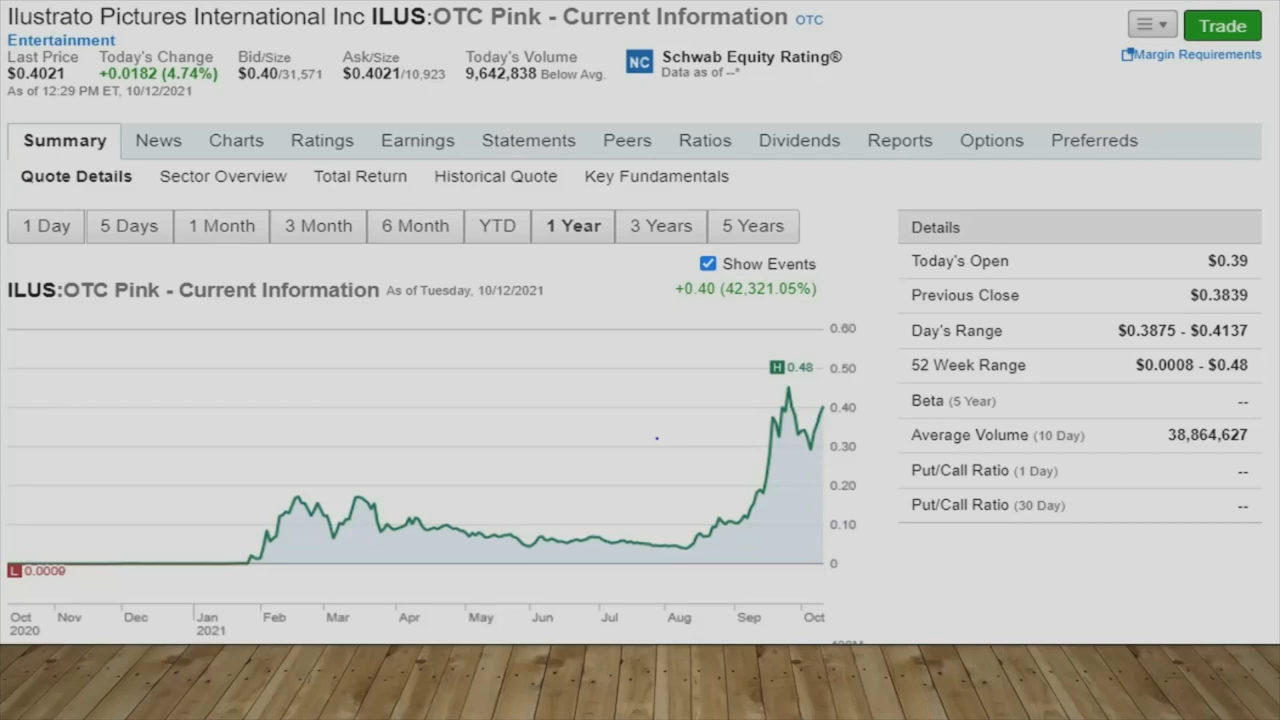 Ilustrato Pictures International Inc ILUS:OTC Pink - Current Information OTC
Entertainment
Last Price Today's Change Bid/Size Ask/Size Today's Volume
$0.4021 +0.0182 (4.74%) $0.40/31,571 $0.4021/10,923 9,642,838 Below Avg.
As of 12:29 PM ET, 10/12/2021
NC Schwab Equity Rating®
Data as of --*
Trade
Margin Requirements
Summary News Charts Ratings Earnings Statements Peers Ratios Dividends Reports Options Preferreds
Quote Details Sector Overview Total Return Historical Quote Key Fundamentals
1 Day 5 Days 1 Month 3 Month 6 Month YTD 1 Year 3 Years 5 Years
Show Events
ILUS:OTC Pink - Current Information As of Tuesday, 10/12/2021 +0.40 (42,321.05%)
0.60
H 0.48 0.50
0.40
0.30
0.20
0.10
0
L 0.0009
Oct Nov Dec Jan Feb Mar Apr May Jun Jul Aug Sep Oct
2020 2021
Details
Today's Open $0.39
Previous Close $0.3839
Day's Range $0.3875 - $0.4137
52 Week Range $0.0008 - $0.48
Beta (5 Year) --
Average Volume (10 Day) 38,864,627
Put/Call Ratio (1 Day) --
Put/Call Ratio (30 Day) --